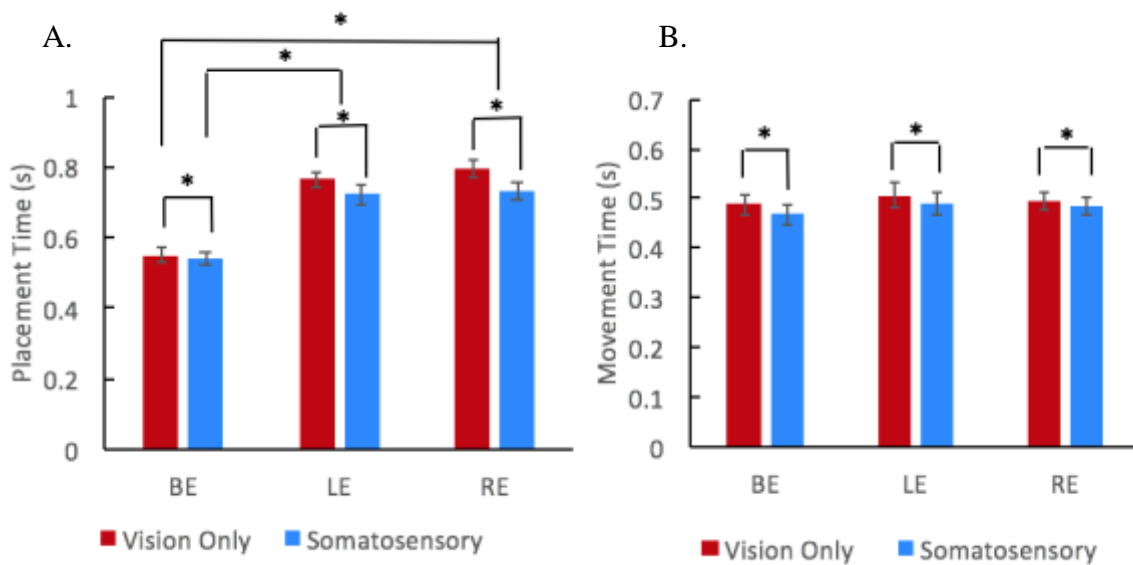 A.
*
*
*
*
*
Placement Time (s)
1
0.8
0.6
0.4
0.2
0
BE LE RE
Vision Only Somatosensory
B.
*
*
*
Movement Time (s)
0.7
0.6
0.5
0.4
0.3
0.2
0.1
0
BE LE RE
Vision Only Somatosensory